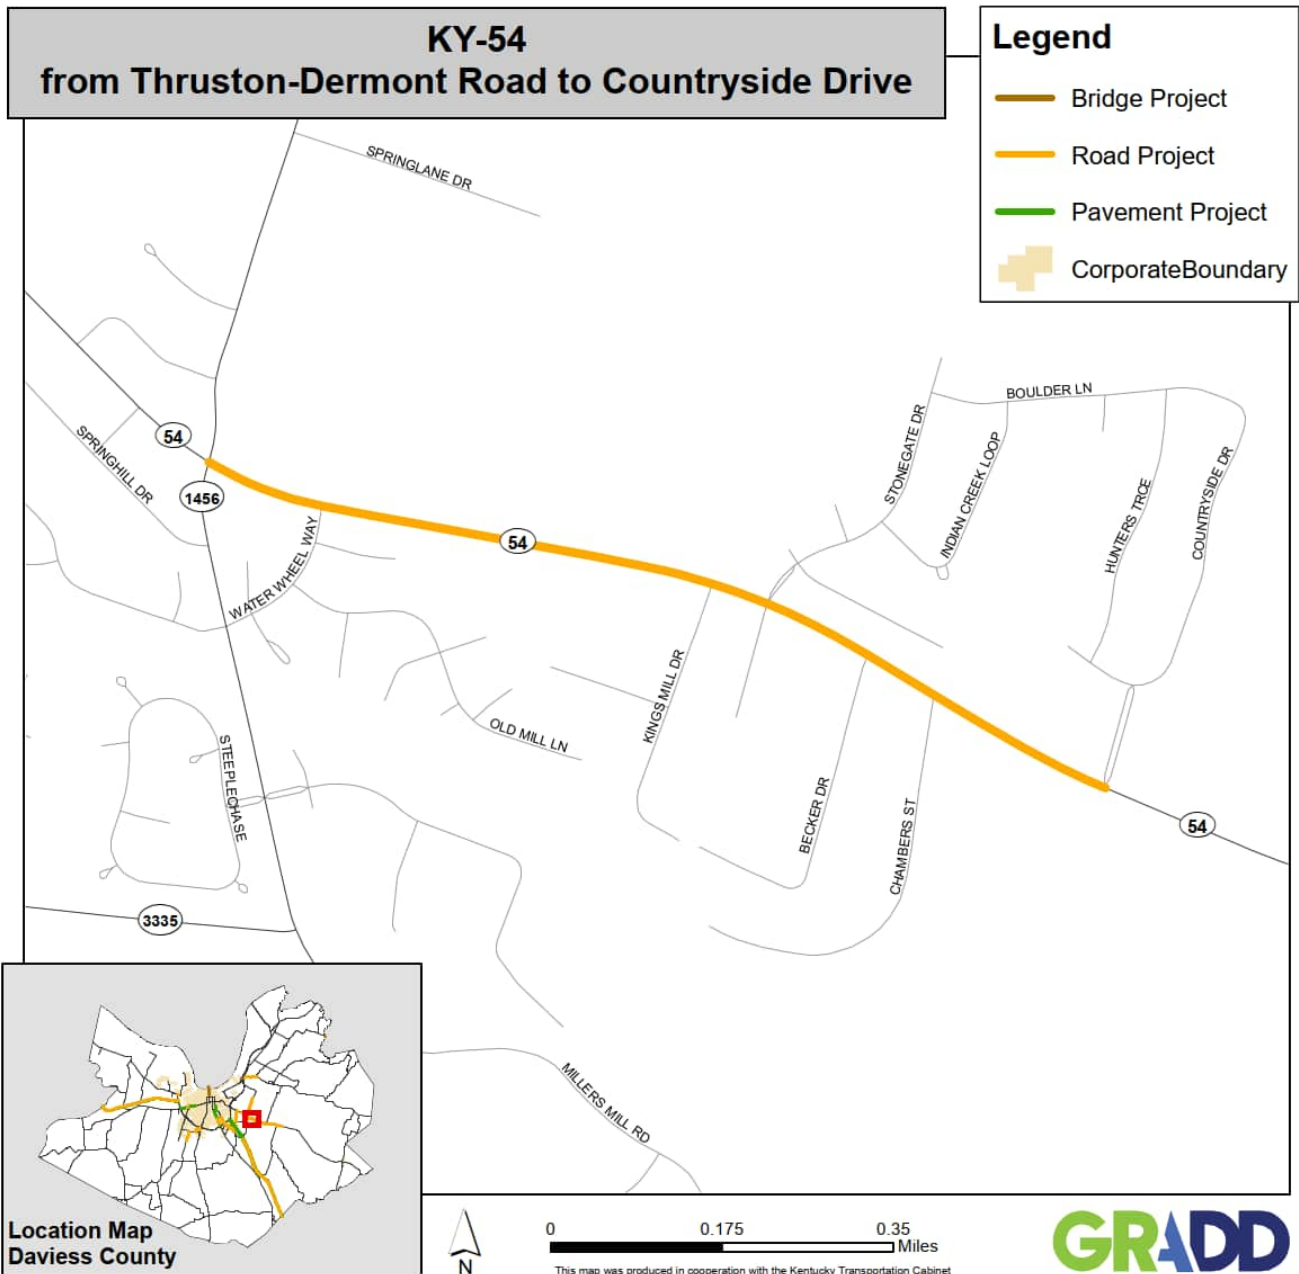 KY-54
from Thruston-Dermont Road to Countryside Drive
Legend
Bridge Project
Road Project
Pavement Project
CorporateBoundary
SPRINGLANE DR
BOULDER LN
STONEGATE DR
INDIAN CREEK LOOP
HUNTERS TRCE
COUNTRYSIDE DR
54
SPRINGHILL DR
1456
54
WATER WHEEL WAY
KINGS MILL DR
OLD MILL LN
STEEPLECHASE
BECKER DR
CHAMBERS ST
54
3335
MILLERS MILL RD
Location Map
Daviess County
N
0 0.175 0.35
Miles
This map was produced in cooperation with the Kentucky Transportation Cabinet
GRADD